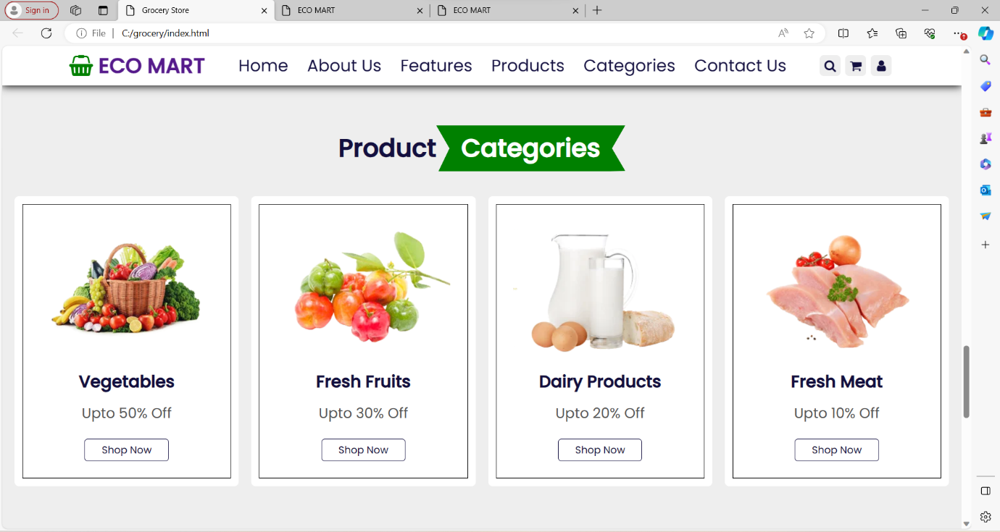 Sign in
Grocery Store
ECO MART
ECO MART
File | C:/grocery/index.html
ECO MART Home About Us Features Products Categories Contact Us
Product Categories
Vegetables
Upto 50% Off
Shop Now
Fresh Fruits
Upto 30% Off
Shop Now
Dairy Products
Upto 20% Off
Shop Now
Fresh Meat
Upto 10% Off
Shop Now